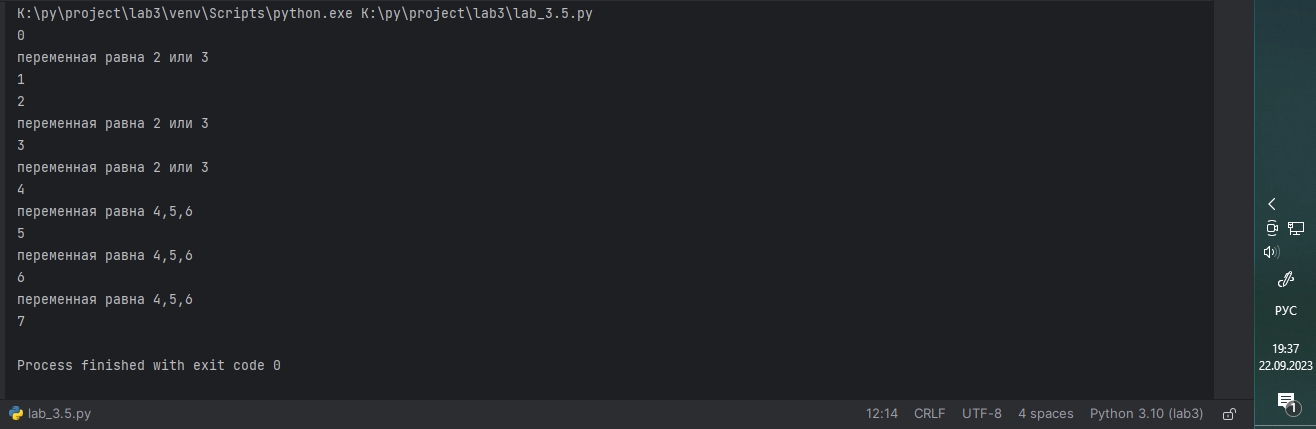 K:\py\project\lab3\venv\Scripts\python.exe K:\py\project\lab3\lab_3.5.py
0
переменная равна 2 или 3
1
2
переменная равна 2 или 3
3
переменная равна 2 или 3
4
переменная равна 4,5,6
5
переменная равна 4,5,6
6
переменная равна 4,5,6
7
Process finished with exit code 0
lab_3.5.py
12:14 CRLF UTF-8 4 spaces Python 3.10 (lab3)
РУС
19:37
22.09.2023
1